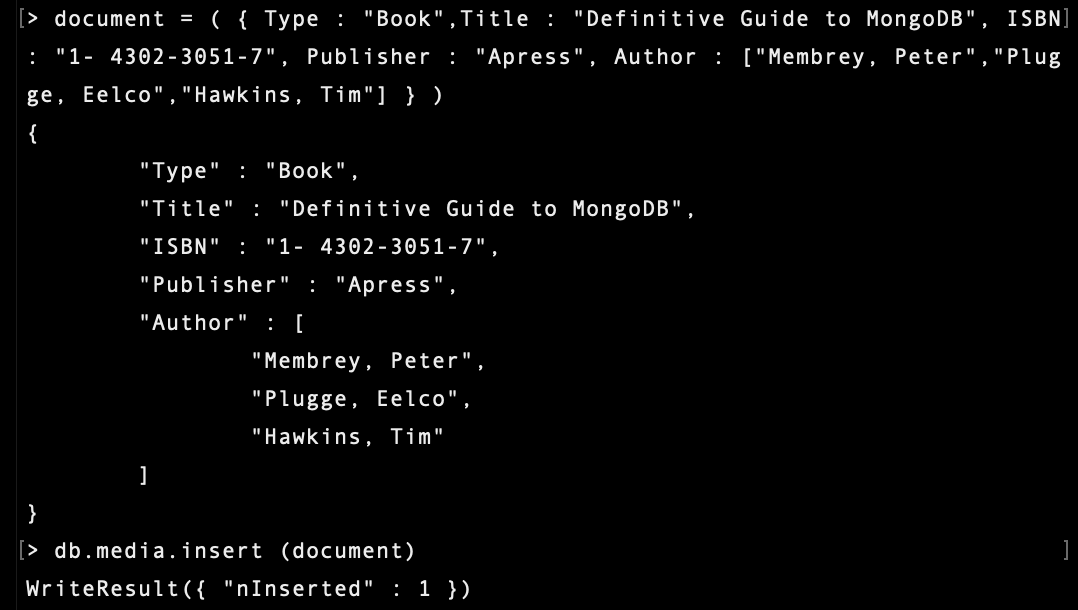 [> document = ( { Type : "Book",Title : "Definitive Guide to MongoDB", ISBN]
: "1- 4302-3051-7", Publisher : "Apress", Author : ["Membrey, Peter","Plug
ge, Eelco","Hawkins, Tim"] } )
{
        "Type" : "Book",
        "Title" : "Definitive Guide to MongoDB",
        "ISBN" : "1- 4302-3051-7",
        "Publisher" : "Apress",
        "Author" : [
                "Membrey, Peter",
                "Plugge, Eelco",
                "Hawkins, Tim"
        ]
}
[> db.media.insert (document) ]
WriteResult({ "nInserted" : 1 })